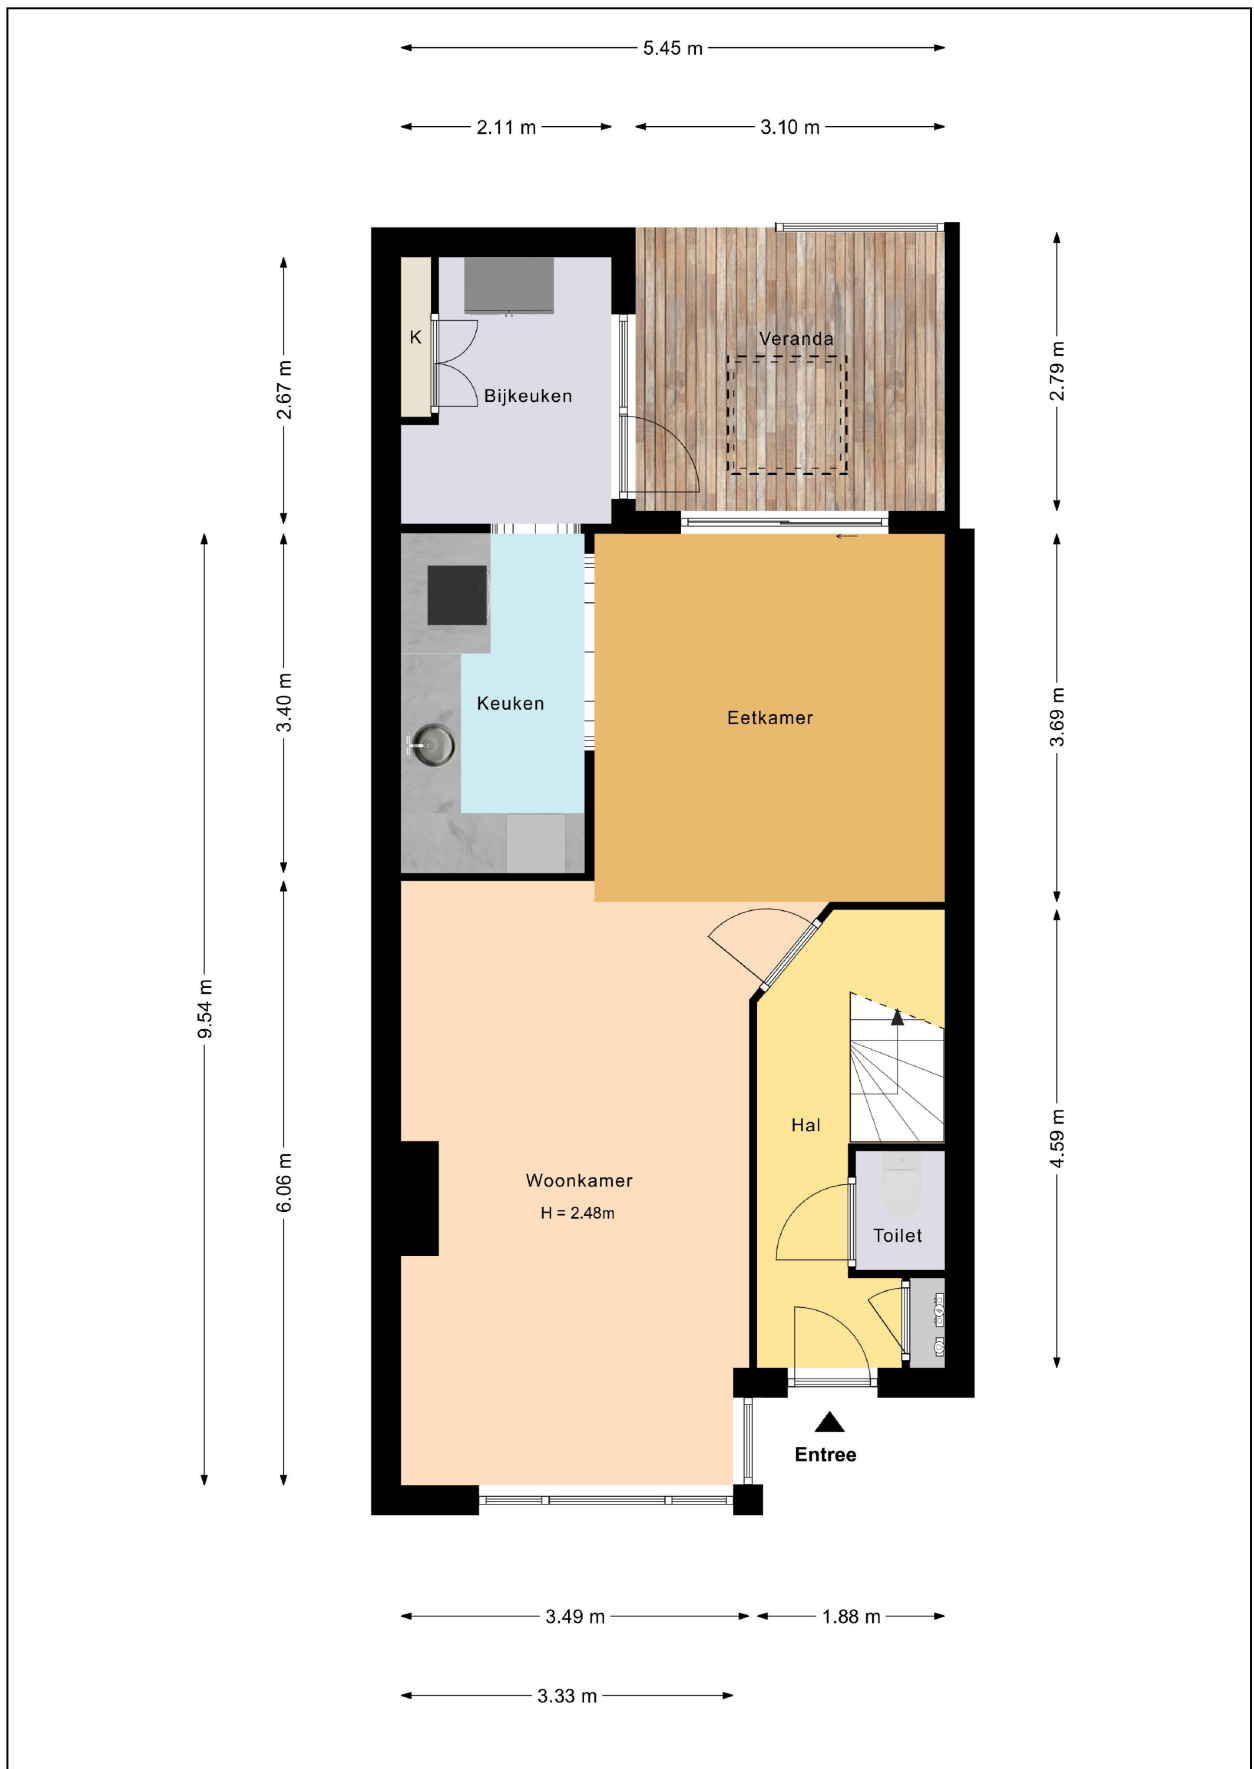 5.45 m
2.11 m
3.10 m
2.67 m
K
Veranda
2.79 m
Bijkeuken
3.40 m
Keuken
Eetkamer
3.69 m
9.54 m
Hal
4.59 m
6.06 m
Woonkamer
H = 2.48m
Toilet
Entree
3.49 m
1.88 m
3.33 m